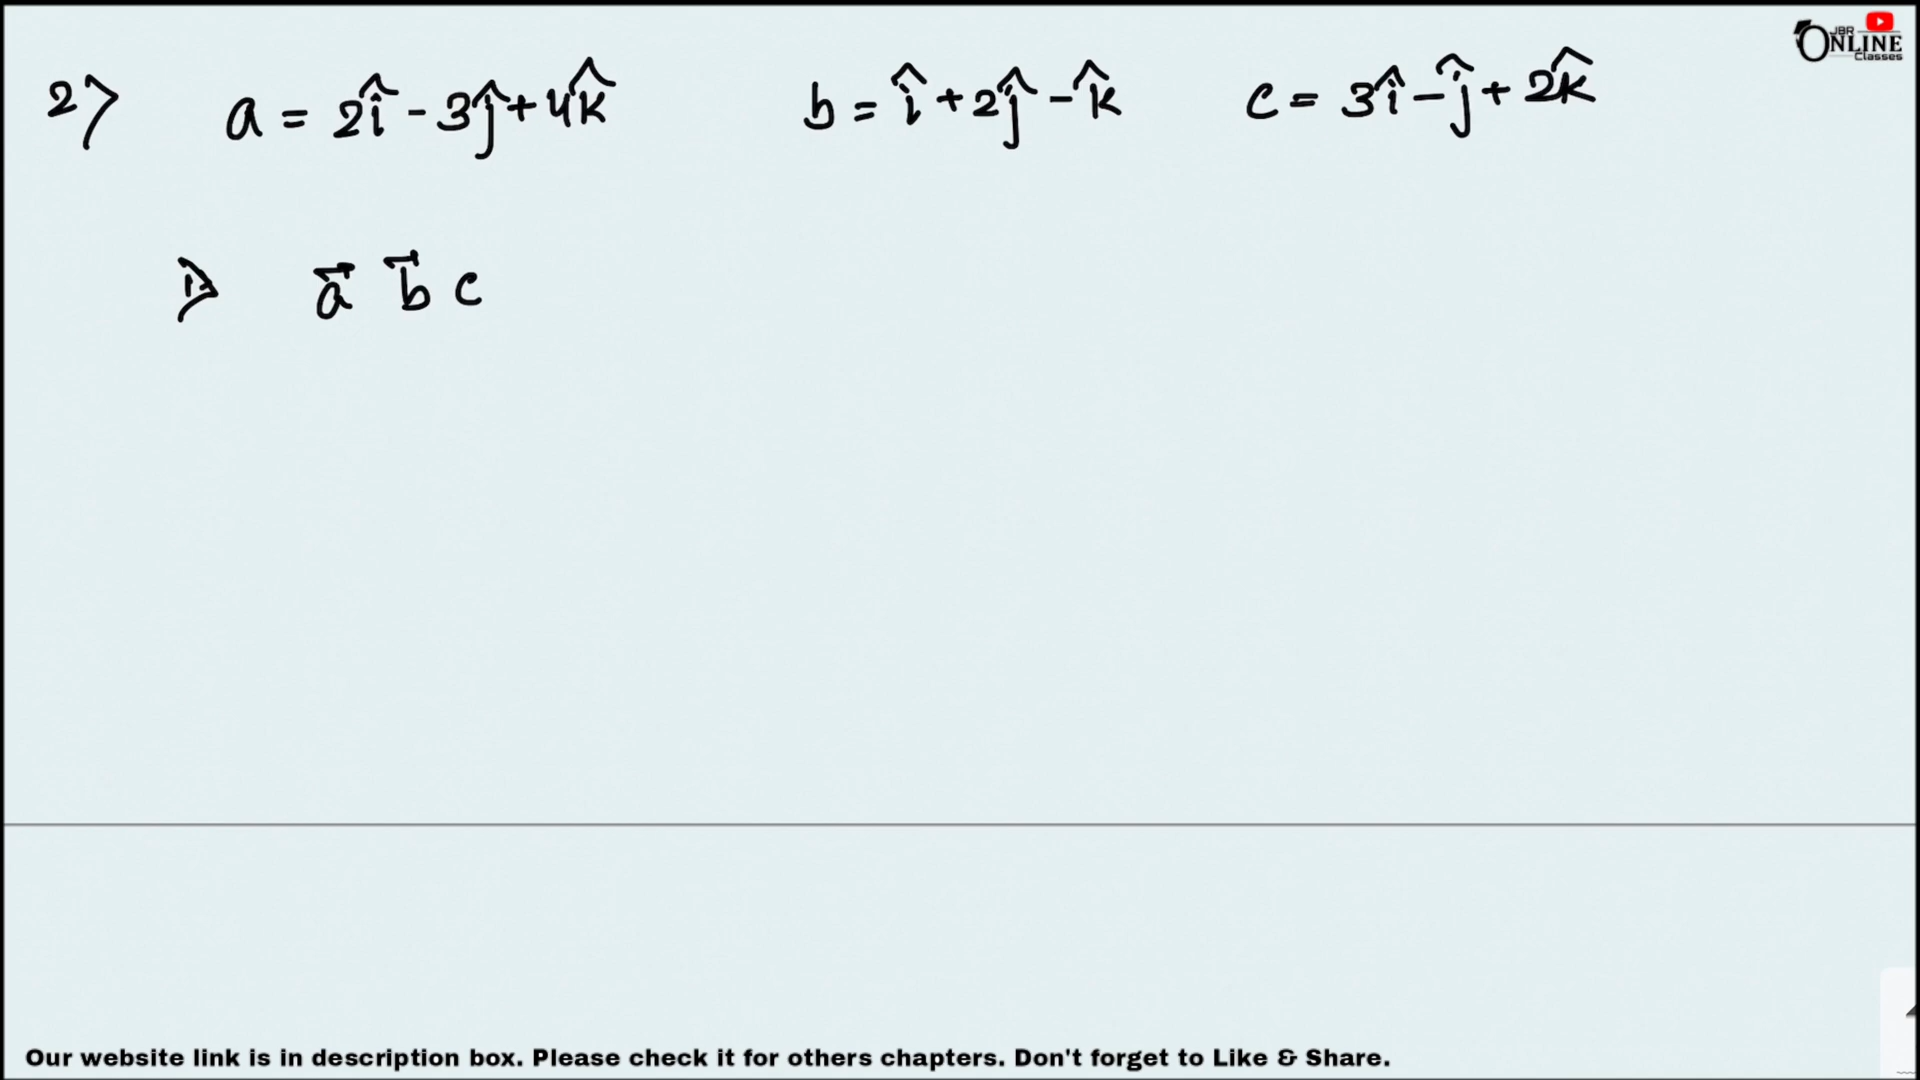 JBR
ONLINE
Classes
2) a = 2î - 3ĵ + 4k̂ b = î + 2ĵ - k̂ c = 3î - ĵ + 2k̂
a⃗ b⃗ c
Our website link is in description box. Please check it for others chapters. Don't forget to Like & Share.